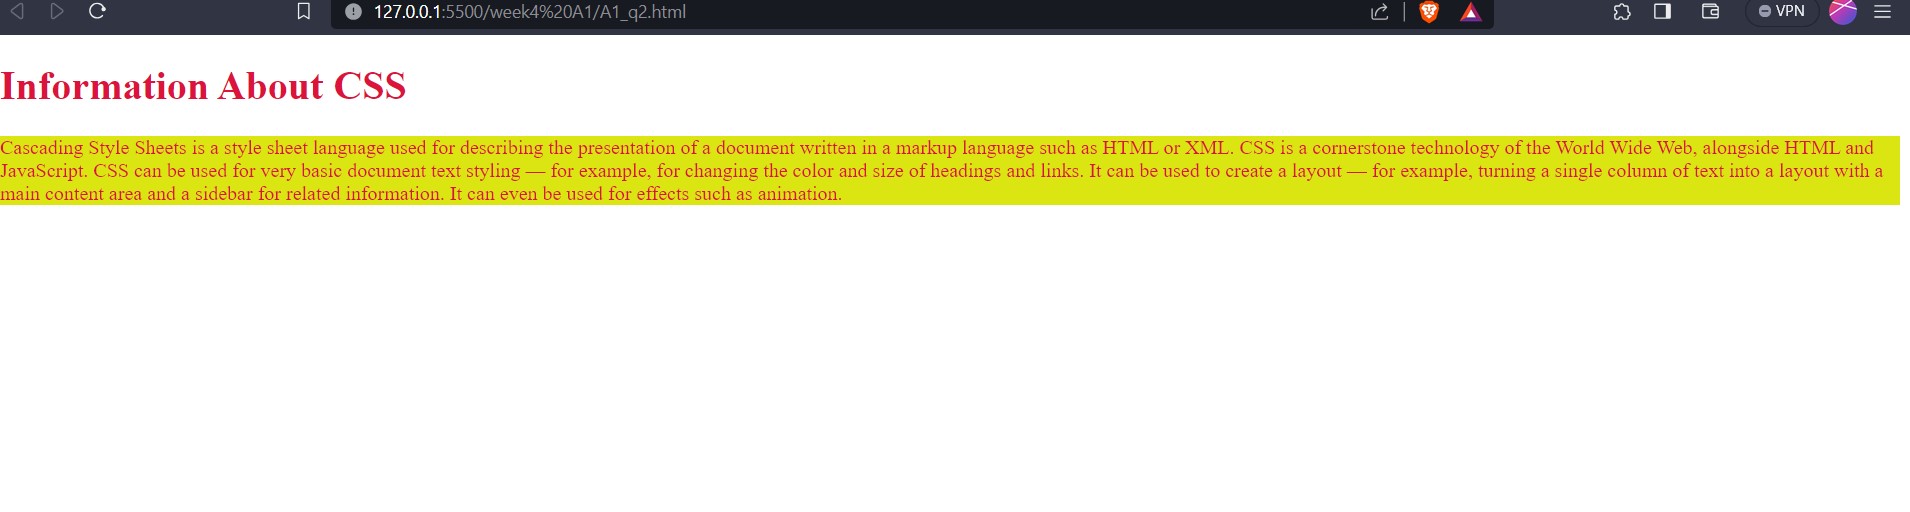 127.0.0.1:5500/week4%20A1/A1_q2.html
VPN
Information About CSS
Cascading Style Sheets is a style sheet language used for describing the presentation of a document written in a markup language such as HTML or XML. CSS is a cornerstone technology of the World Wide Web, alongside HTML and
JavaScript. CSS can be used for very basic document text styling — for example, for changing the color and size of headings and links. It can be used to create a layout — for example, turning a single column of text into a layout with a
main content area and a sidebar for related information. It can even be used for effects such as animation.